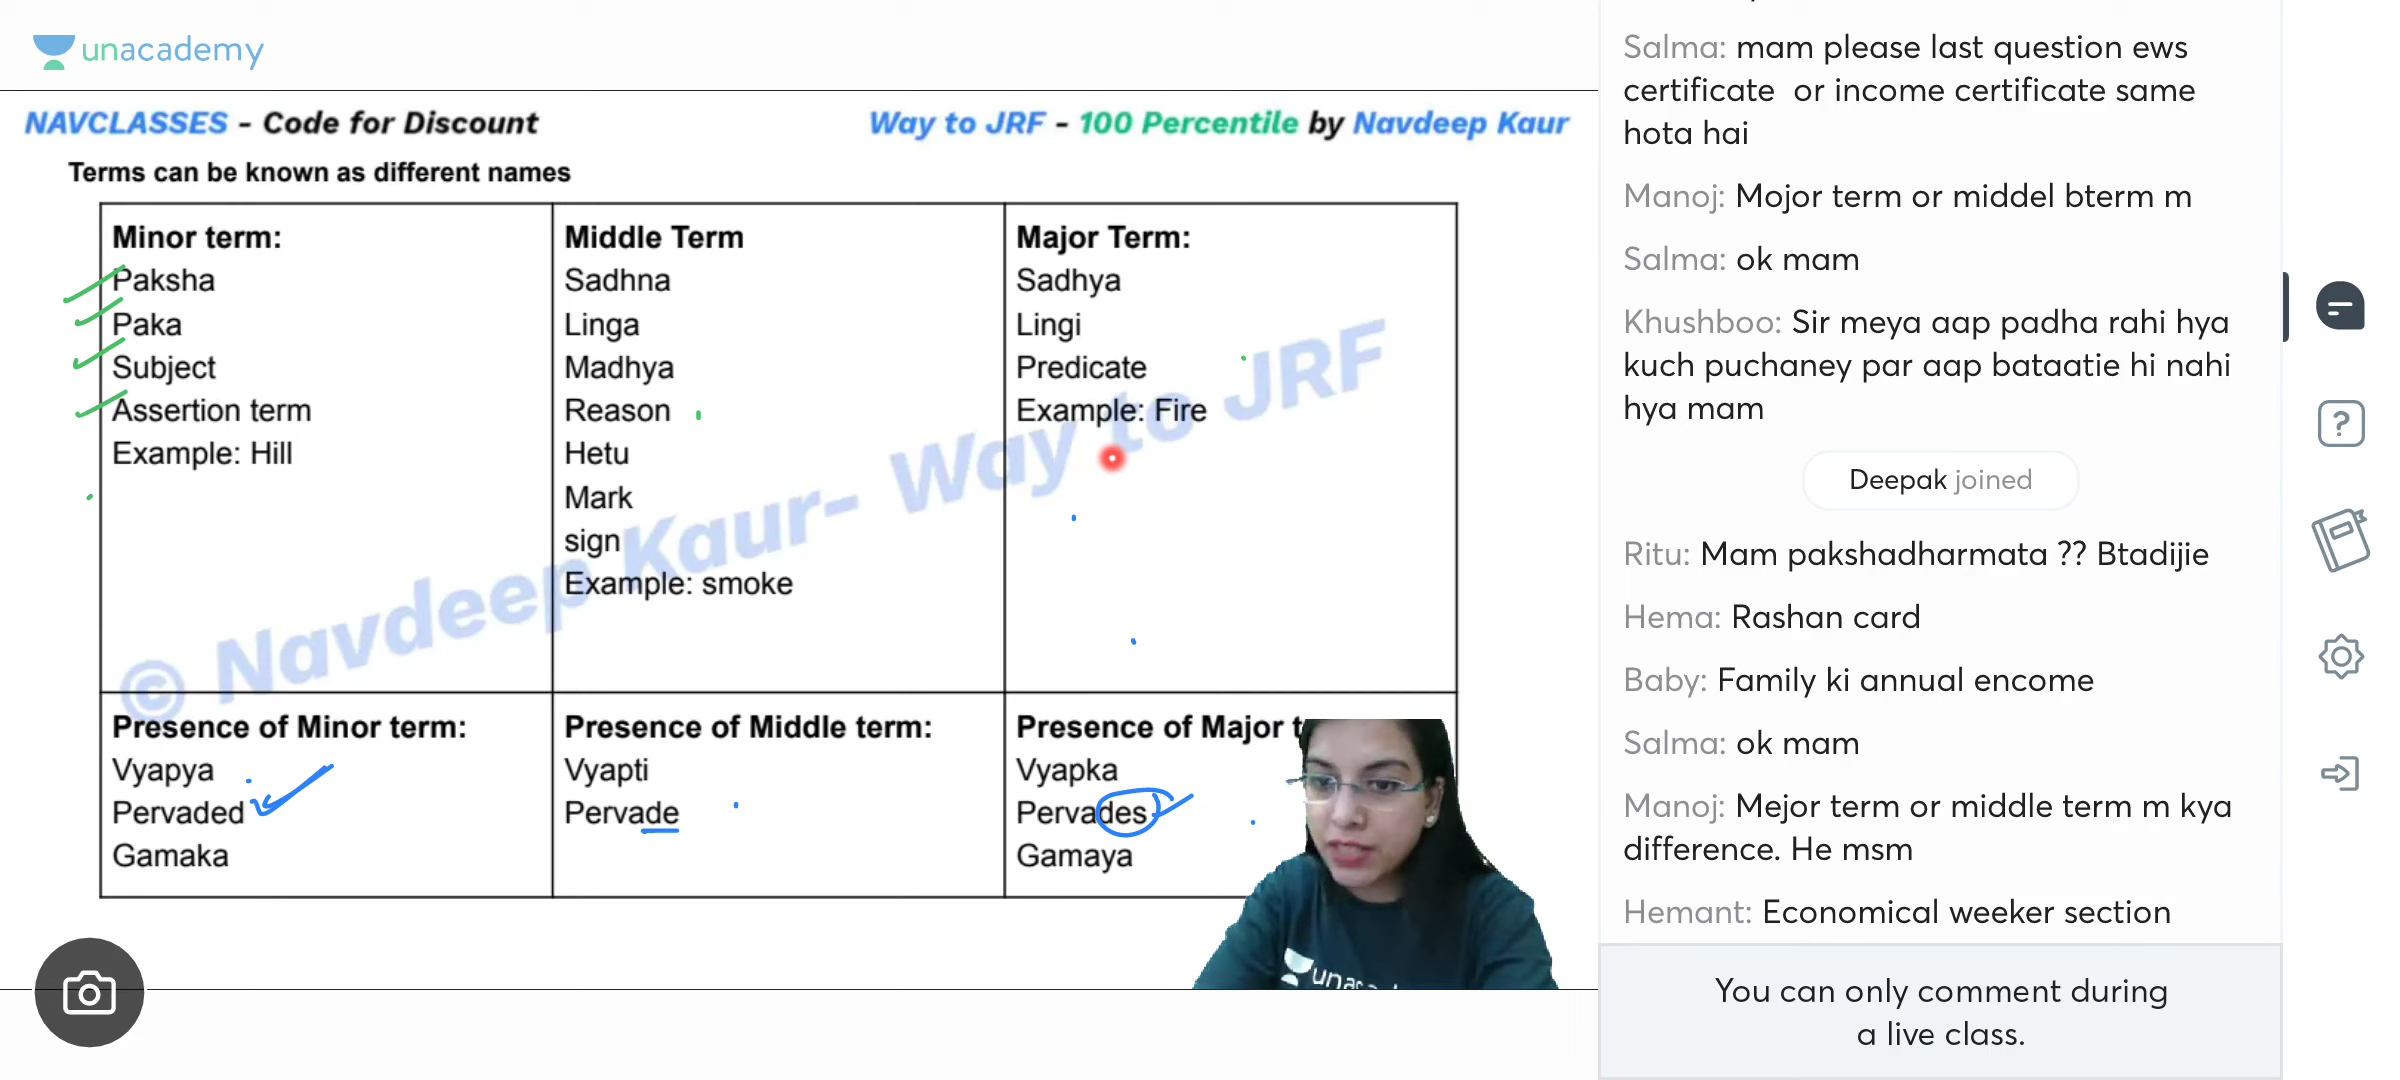 unacademy
NAVCLASSES - Code for Discount
Way to JRF - 100 Percentile by Navdeep Kaur
Terms can be known as different names
Minor term:
Paksha
Paka
Subject
Assertion term
Example: Hill
Middle Term
Sadhna
Linga
Madhya
Reason
Hetu
Mark
sign
Example: smoke
Major Term:
Sadhya
Lingi
Predicate
Example: Fire
© Navdeep Kaur- Way to JRF
Presence of Minor term:
Vyapya
Pervaded
Gamaka
Presence of Middle term:
Vyapti
Pervade
Presence of Major t
Vyapka
Pervades
Gamaya
Salma: mam please last question ews
certificate or income certificate same
hota hai
Manoj: Mojor term or middel bterm m
Salma: ok mam
Khushboo: Sir meya aap padha rahi hya
kuch puchaney par aap bataatie hi nahi
hya mam
Deepak joined
Ritu: Mam pakshadharmata ?? Btadijie
Hema: Rashan card
Baby: Family ki annual encome
Salma: ok mam
Manoj: Mejor term or middle term m kya
difference. He msm
Hemant: Economical weeker section
You can only comment during
a live class.